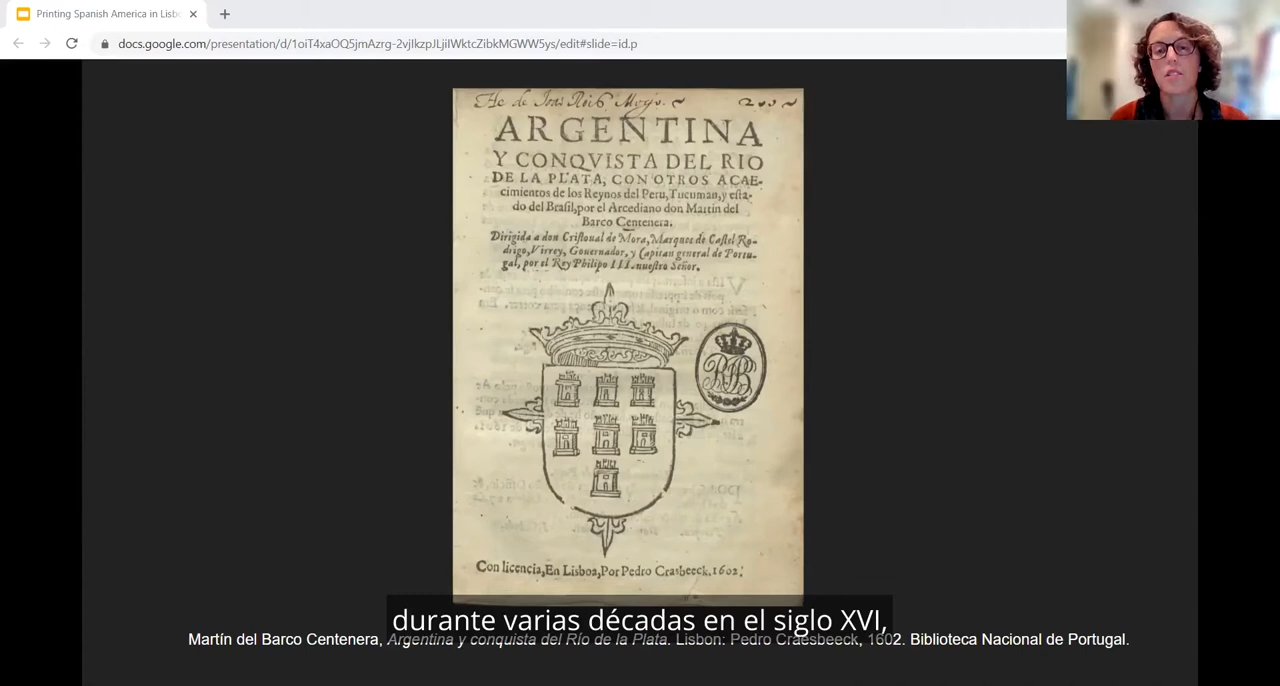 Printing Spanish America in Lisb
docs.google.com/presentation/d/1oiT4xaOQ5jmAzrg-2vjIkzpJLjiIWktcZibkMGWW5ys/edit#slide=id.p
ARGENTINA
Y CONQVISTA DEL RIO
DE LA PLATA, CON OTROS ACAE-
cimientos de los Reynos del Peru, Tucuman, y esta-
do del Brasil, por el Arcediano don Martin del
Barco Centenera.
Dirigida a don Cristoual de Mora, Marques de Castel Ro-
drigo, Virrey, Gouernador, y Capitan general de Portu-
gal, por el Rey Philipo III. nuestro Señor.
Con licencia, En Lisboa, Por Pedro Crasbeeck. 1602.
durante varias décadas en el siglo XVI,
Martín del Barco Centenera, Argentina y conquista del Río de la Plata. Lisbon: Pedro Craesbeeck, 1602. Biblioteca Nacional de Portugal.